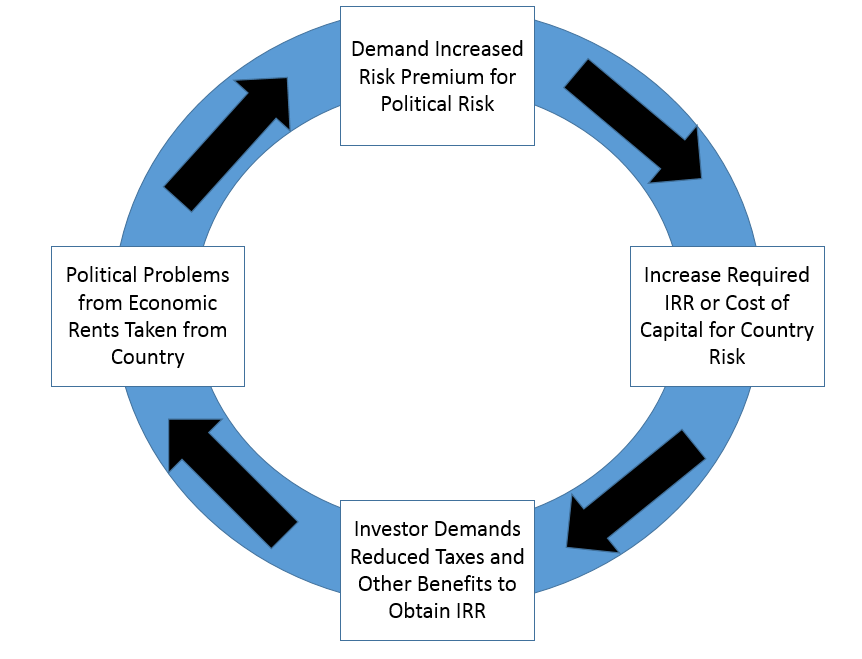 Demand Increased
Risk Premium for
Political Risk
Political Problems
from Economic
Rents Taken from
Country
Increase Required
IRR or Cost of
Capital for Country
Risk
Investor Demands
Reduced Taxes and
Other Benefits to
Obtain IRR